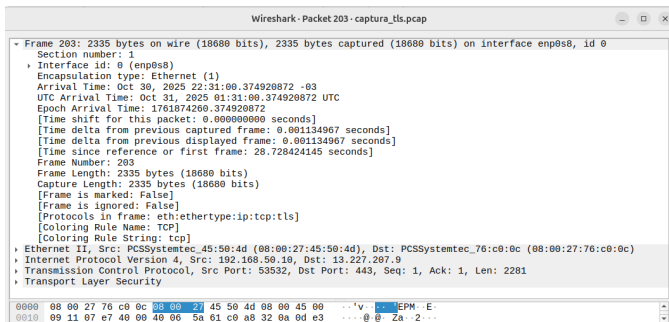 Wireshark · Packet 203 · captura_tls.pcap
Frame 203: 2335 bytes on wire (18680 bits), 2335 bytes captured (18680 bits) on interface enp0s8, id 0
Section number: 1
Interface id: 0 (enp0s8)
Encapsulation type: Ethernet (1)
Arrival Time: Oct 30, 2025 22:31:00.374920872 -03
UTC Arrival Time: Oct 31, 2025 01:31:00.374920872 UTC
Epoch Arrival Time: 1761874260.374920872
[Time shift for this packet: 0.000000000 seconds]
[Time delta from previous captured frame: 0.001134967 seconds]
[Time delta from previous displayed frame: 0.001134967 seconds]
[Time since reference or first frame: 28.728424145 seconds]
Frame Number: 203
Frame Length: 2335 bytes (18680 bits)
Capture Length: 2335 bytes (18680 bits)
[Frame is marked: False]
[Frame is ignored: False]
[Protocols in frame: eth:ethertype:ip:tcp:tls]
[Coloring Rule Name: TCP]
[Coloring Rule String: tcp]
Ethernet II, Src: PCSSystemtec_45:50:4d (08:00:27:45:50:4d), Dst: PCSSystemtec_76:c0:0c (08:00:27:76:c0:0c)
Internet Protocol Version 4, Src: 192.168.50.10, Dst: 13.227.207.9
Transmission Control Protocol, Src Port: 53532, Dst Port: 443, Seq: 1, Ack: 1, Len: 2281
Transport Layer Security
0000 08 00 27 76 c0 0c 08 00 27 45 50 4d 08 00 45 00 ··'v···· 'EPM··E·
0010 09 11 07 e7 40 00 40 06 5a 61 c0 a8 32 0a 0d e3 ····@·@· Za··2···